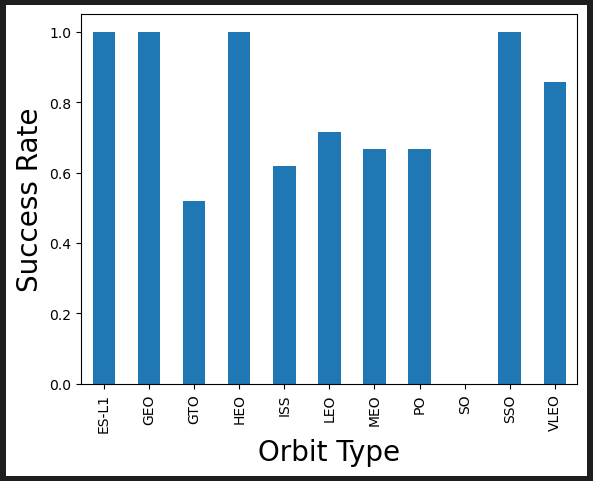 1.0
0.8
0.6
0.4
0.2
0.0
Success Rate
ES-L1
GEO
GTO
HEO
ISS
LEO
MEO
PO
SO
SSO
VLEO
Orbit Type